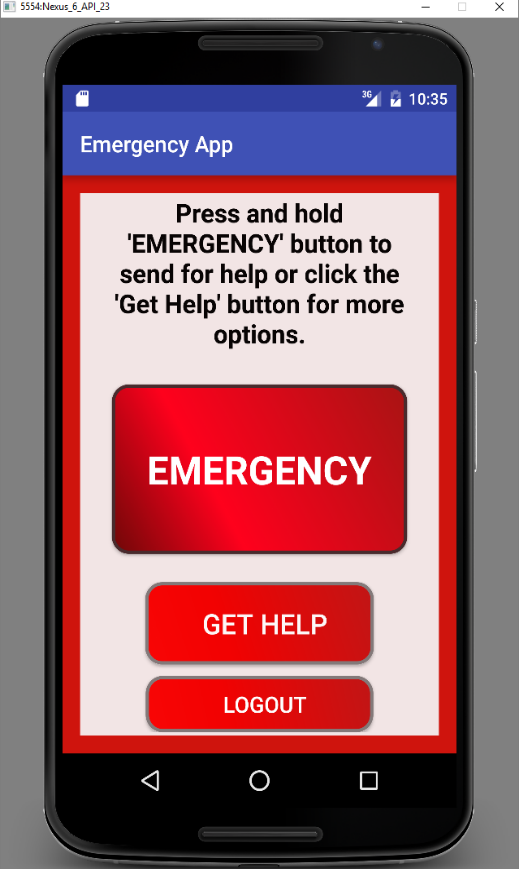 5554:Nexus_6_API_23
3G 10:35
Emergency App
Press and hold
'EMERGENCY' button to
send for help or click the
'Get Help' button for more
options.
EMERGENCY
GET HELP
LOGOUT